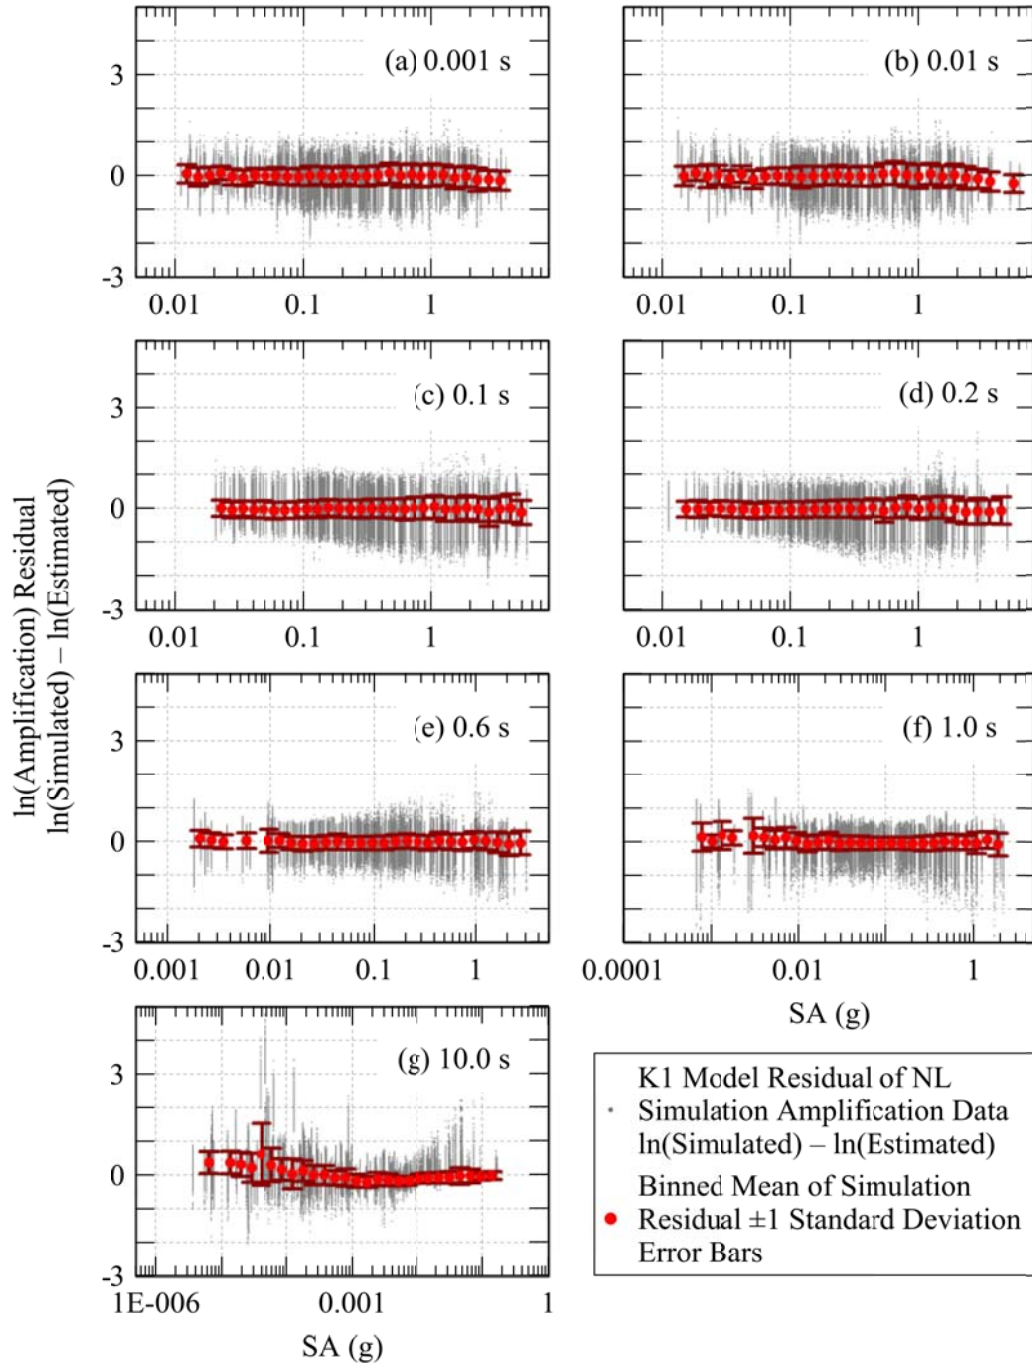 (a) 0.001 s
3
0
-3
0.01 0.1 1
(b) 0.01 s
0.01 0.1 1
(c) 0.1 s
3
0
-3
0.01 0.1 1
(d) 0.2 s
0.01 0.1 1
ln(Amplification) Residual
ln(Simulated) – ln(Estimated)
(e) 0.6 s
3
0
-3
0.001 0.01 0.1 1
(f) 1.0 s
0.0001 0.01 1
SA (g)
(g) 10.0 s
3
0
-3
1E-006 0.001 1
SA (g)
K1 Model Residual of NL
Simulation Amplification Data
ln(Simulated) – ln(Estimated)
Binned Mean of Simulation
Residual ±1 Standard Deviation
Error Bars